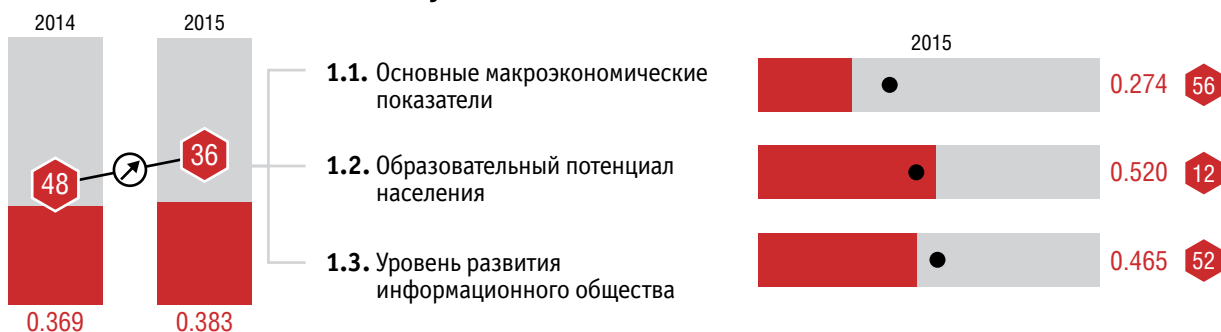 2014 2015
48 36
0.369 0.383
1.1. Основные макроэкономические
показатели
1.2. Образовательный потенциал
населения
1.3. Уровень развития
информационного общества
2015
0.274 56
0.520 12
0.465 52